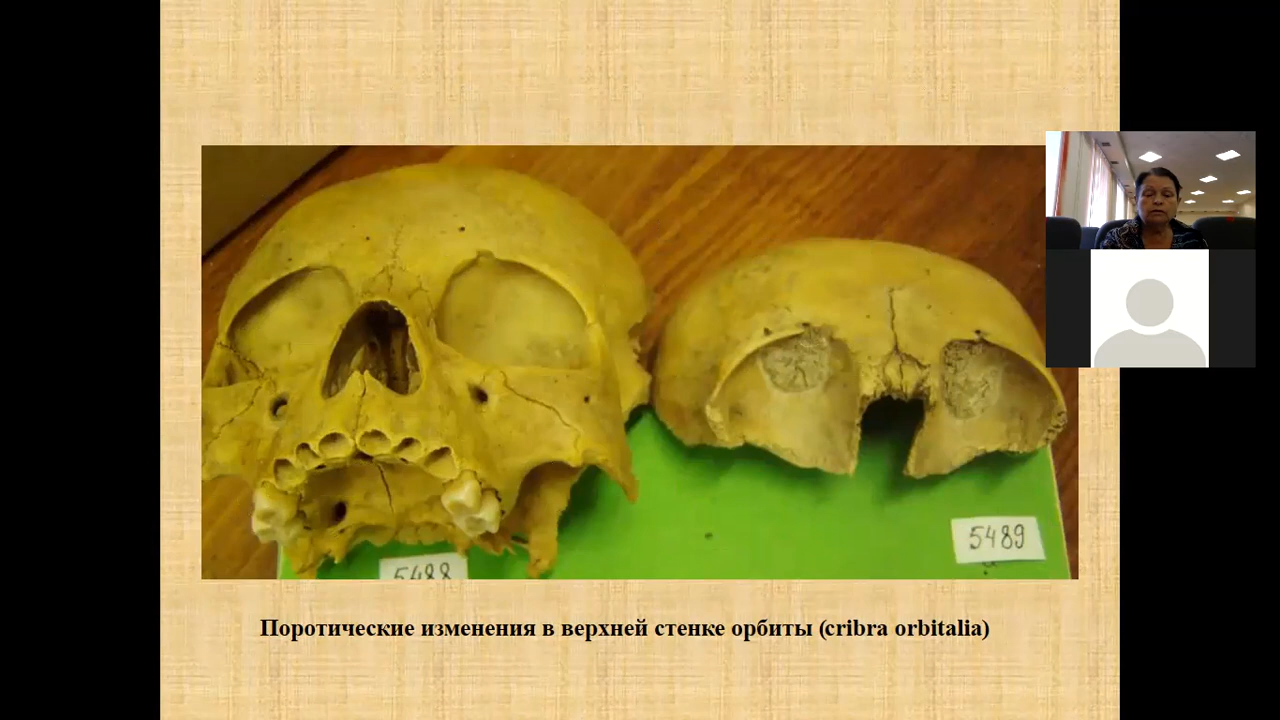 5488
5489
Поротические изменения в верхней стенке орбиты (cribra orbitalia)